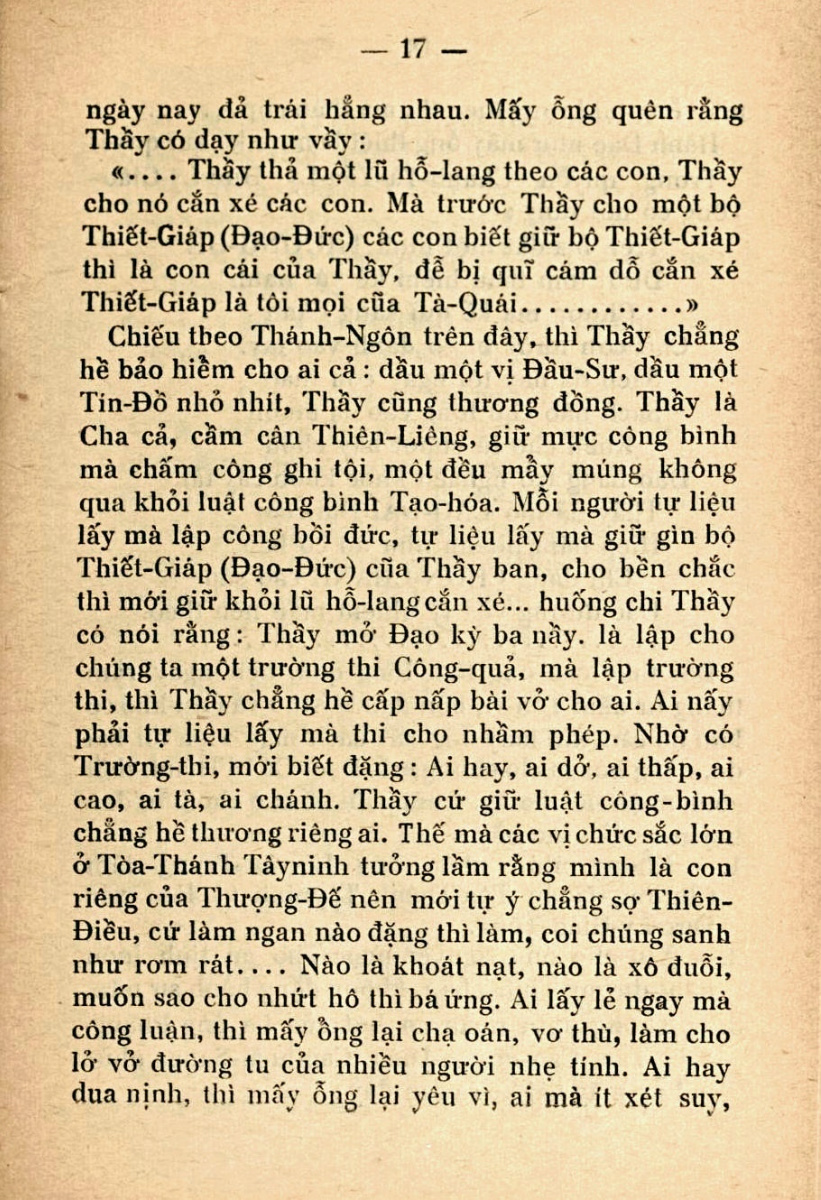 — 17 —
ngày nay đả trái hẳng nhau. Mấy ỗng quên rằng
Thầy có dạy như vầy :
«.... Thầy thả một lũ hỗ-lang theo các con, Thầy
cho nó cắn xé các con. Mà trước Thầy cho một bộ
Thiết-Giáp (Đạo-Đức) các con biết giữ bộ Thiết-Giáp
thì là con cái của Thầy, để bị quĩ cám dỗ cắn xé
Thiết-Giáp là tôi mọi cũa Tà-Quái............»
Chiếu theo Thánh-Ngôn trên đây, thì Thầy chẳng
hề bảo hiểm cho ai cả : dầu một vị Đầu-Sư, dầu một
Tín-Đồ nhỏ nhít, Thầy cũng thương đồng. Thầy là
Cha cả, cầm cân Thiên-Liêng, giữ mực công bình
mà chấm công ghi tội, một đều mẩy múng không
qua khỏi luật công bình Tạo-hóa. Mỗi người tự liệu
lấy mà lập công bồi đức, tự liệu lấy mà giữ gìn bộ
Thiết-Giáp (Đạo-Đức) cũa Thầy ban, cho bền chắc
thì mới giữ khỏi lũ hỗ-lang cắn xé... huống chi Thầy
có nói rằng : Thầy mở Đạo kỳ ba nầy. là lập cho
chúng ta một trường thi Công-quả, mà lập trường
thi, thì Thầy chẳng hề cấp nấp bài vở cho ai. Ai nấy
phải tự liệu lấy mà thi cho nhầm phép. Nhờ có
Trường-thi, mới biết đặng : Ai hay, ai dở, ai thấp, ai
cao, ai tà, ai chánh. Thầy cứ giữ luật công-bình
chẳng hề thương riêng ai. Thế mà các vị chức sắc lớn
ở Tòa-Thánh Tâyninh tưởng lầm rằng mình là con
riêng của Thượng-Đế nên mới tự ý chẳng sợ Thiên-
Điều, cứ làm ngan nào đặng thì làm, coi chúng sanh
như rơm rát.... Nào là khoát nạt, nào là xô đuỗi,
muốn sao cho nhứt hô thì bá ứng. Ai lấy lẻ ngay mà
công luận, thì mấy ồng lại chạ oán, vơ thù, làm cho
lở vở đường tu của nhiều người nhẹ tính. Ai hay
dua nịnh, thì mấy ỗng lại yêu vì, ai mà ít xét suy,